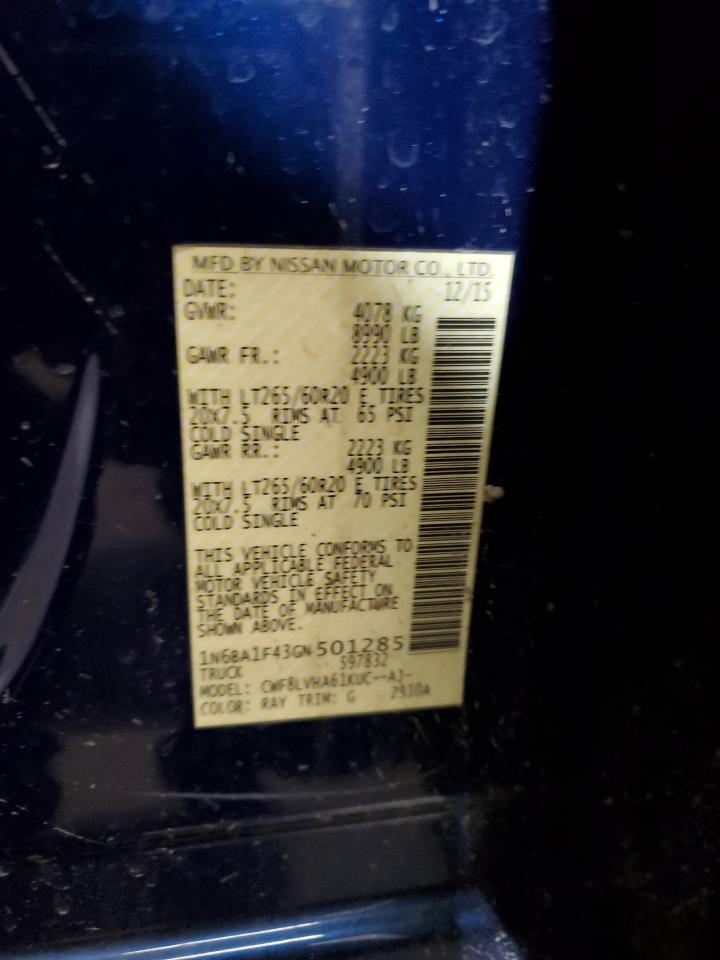 MFD BY NISSAN MOTOR CO., LTD.
DATE: 12/15
GVWR: 4078 KG
8990 LB
GAWR FR.: 2223 KG
4900 LB
WITH LT265/60R20 E TIRES
20X7.5 RIMS AT 65 PSI
COLD SINGLE
GAWR RR.: 2223 KG
4900 LB
WITH LT265/60R20 E TIRES
20X7.5 RIMS AT 70 PSI
COLD SINGLE
THIS VEHICLE CONFORMS TO
ALL APPLICABLE FEDERAL
MOTOR VEHICLE SAFETY
STANDARDS IN EFFECT ON
THE DATE OF MANUFACTURE
SHOWN ABOVE.
1N6BA1F43GN501285
TRUCK 597832
MODEL: CWF8LVHA61KUC--AJ-
COLOR: RAY TRIM: G 2910A